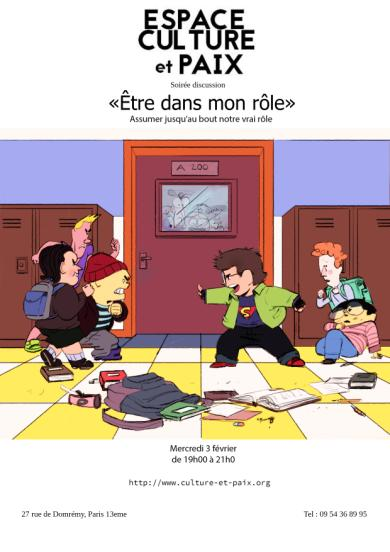 ESPACE
CULTURE
et PAIX
Soirée discussion
«Être dans mon rôle»
Assumer jusqu'au bout notre vrai rôle
A 200
S
Mercredi 3 février
de 19h00 à 21h0
http://www.culture-et-paix.org
27 rue de Domrémy, Paris 13eme
Tel : 09 54 36 89 95